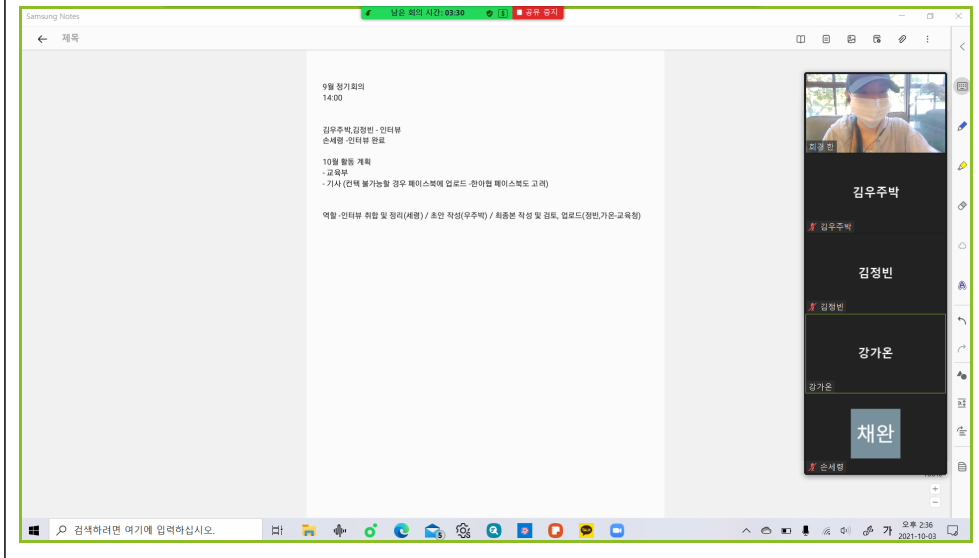 Samsung Notes
남은 회의 시간: 03:30
공유 중지
제목
9월 정기회의
14:00
김우주박,김정빈 - 인터뷰
손세령 -인터뷰 완료
10월 활동 계획
- 교육부
- 기사 (컨택 불가능할 경우 페이스북에 업로드 -한아협 페이스북도 고려)
역할 -인터뷰 취합 및 정리(세령) / 초안 작성(우주박) / 최종본 작성 및 검토, 업로드(정빈,가온-교육청)
희경 한
김우주박
김우주박
김정빈
김정빈
강가온
강가온
채완
손세령
검색하려면 여기에 입력하십시오.
5
가
오후 2:36
2021-10-03